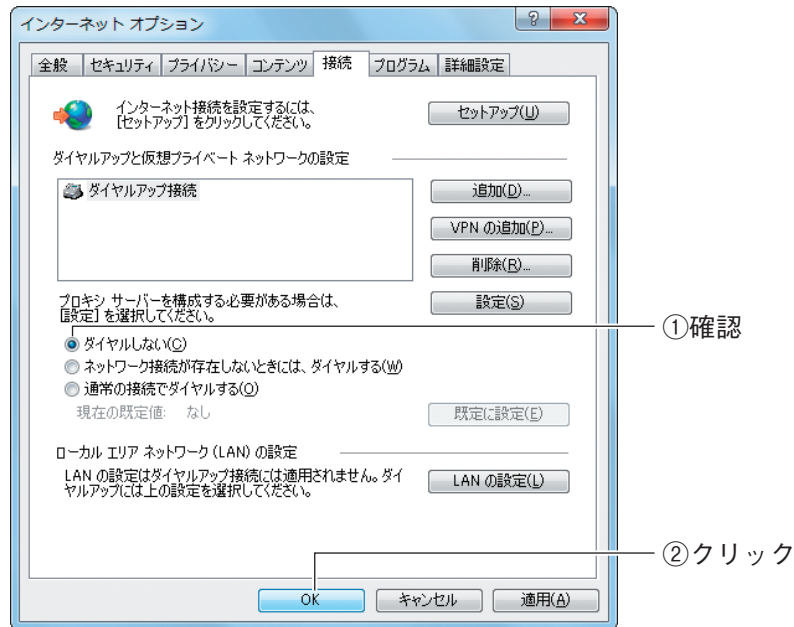 インターネット オプション
全般 セキュリティ プライバシー コンテンツ 接続 プログラム 詳細設定
インターネット接続を設定するには、
[セットアップ] をクリックしてください。
セットアップ(U)
ダイヤルアップと仮想プライベート ネットワークの設定
ダイヤルアップ接続
追加(D)...
VPN の追加(P)...
削除(R)...
プロキシ サーバーを構成する必要がある場合は、
[設定] を選択してください。
設定(S)
①確認
ダイヤルしない(C)
ネットワーク接続が存在しないときには、ダイヤルする(W)
通常の接続でダイヤルする(O)
現在の既定値: なし
既定に設定(E)
ローカル エリア ネットワーク (LAN) の設定
LAN の設定はダイヤルアップ接続には適用されません。ダイ
ヤルアップには上の設定を選択してください。
LAN の設定(L)
②クリック
OK キャンセル 適用(A)